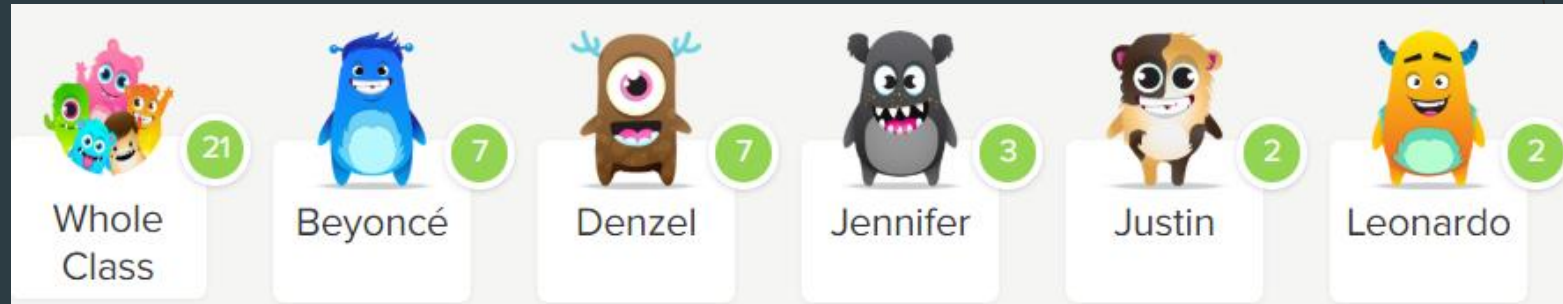 21
7
7
3
2
2
Whole
Class
Beyoncé
Denzel
Jennifer
Justin
Leonardo